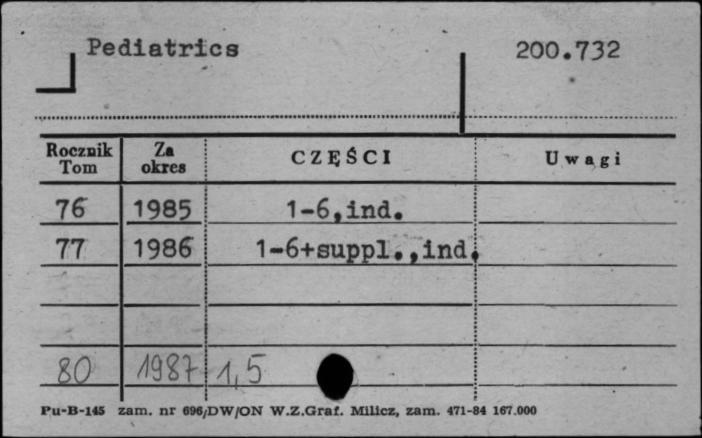 Pediatrics 200.732
Rocznik Tom Za okres CZĘŚCI Uwagi
76 1985 1-6,ind.
77 1986 1-6+suppl.,ind.
80 1987 1,5
Pu-B-145 zam. nr 696/DW/ON W.Z.Graf. Milicz, zam. 471-84 167.000